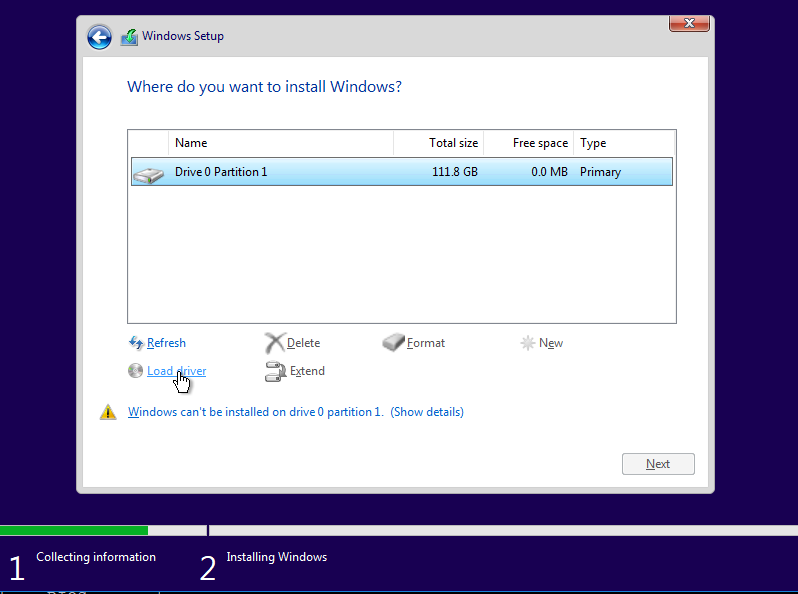 Windows Setup
Where do you want to install Windows?
Name Total size Free space Type
Drive 0 Partition 1 111.8 GB 0.0 MB Primary
Refresh Delete Format New
Load driver Extend
Windows can't be installed on drive 0 partition 1. (Show details)
Next
1 Collecting information 2 Installing Windows